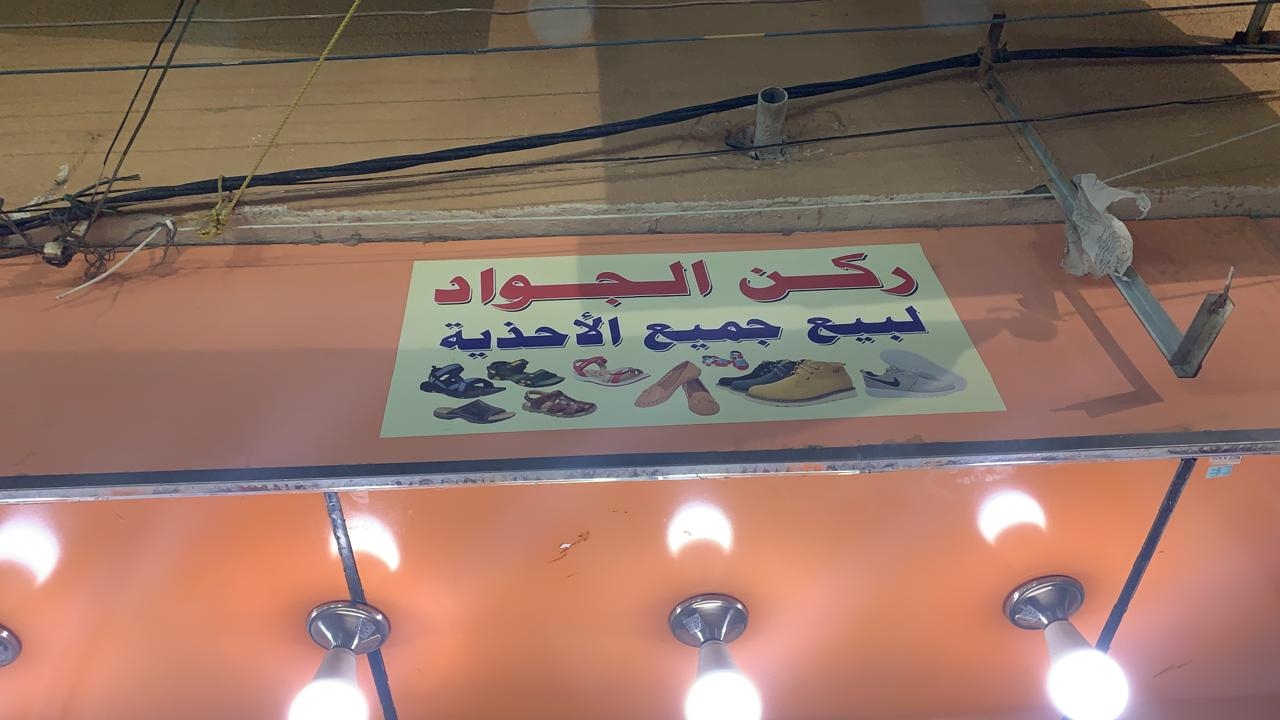 ركن الجواد
لبيع جميع الأحذية